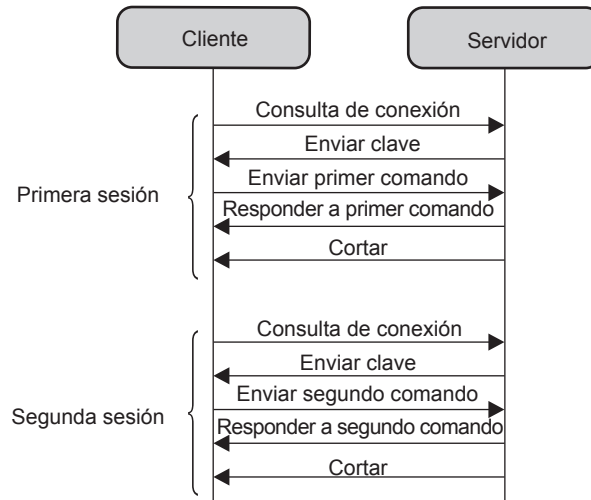 Cliente
Servidor
Primera sesión
Consulta de conexión
Enviar clave
Enviar primer comando
Responder a primer comando
Cortar
Segunda sesión
Consulta de conexión
Enviar clave
Enviar segundo comando
Responder a segundo comando
Cortar